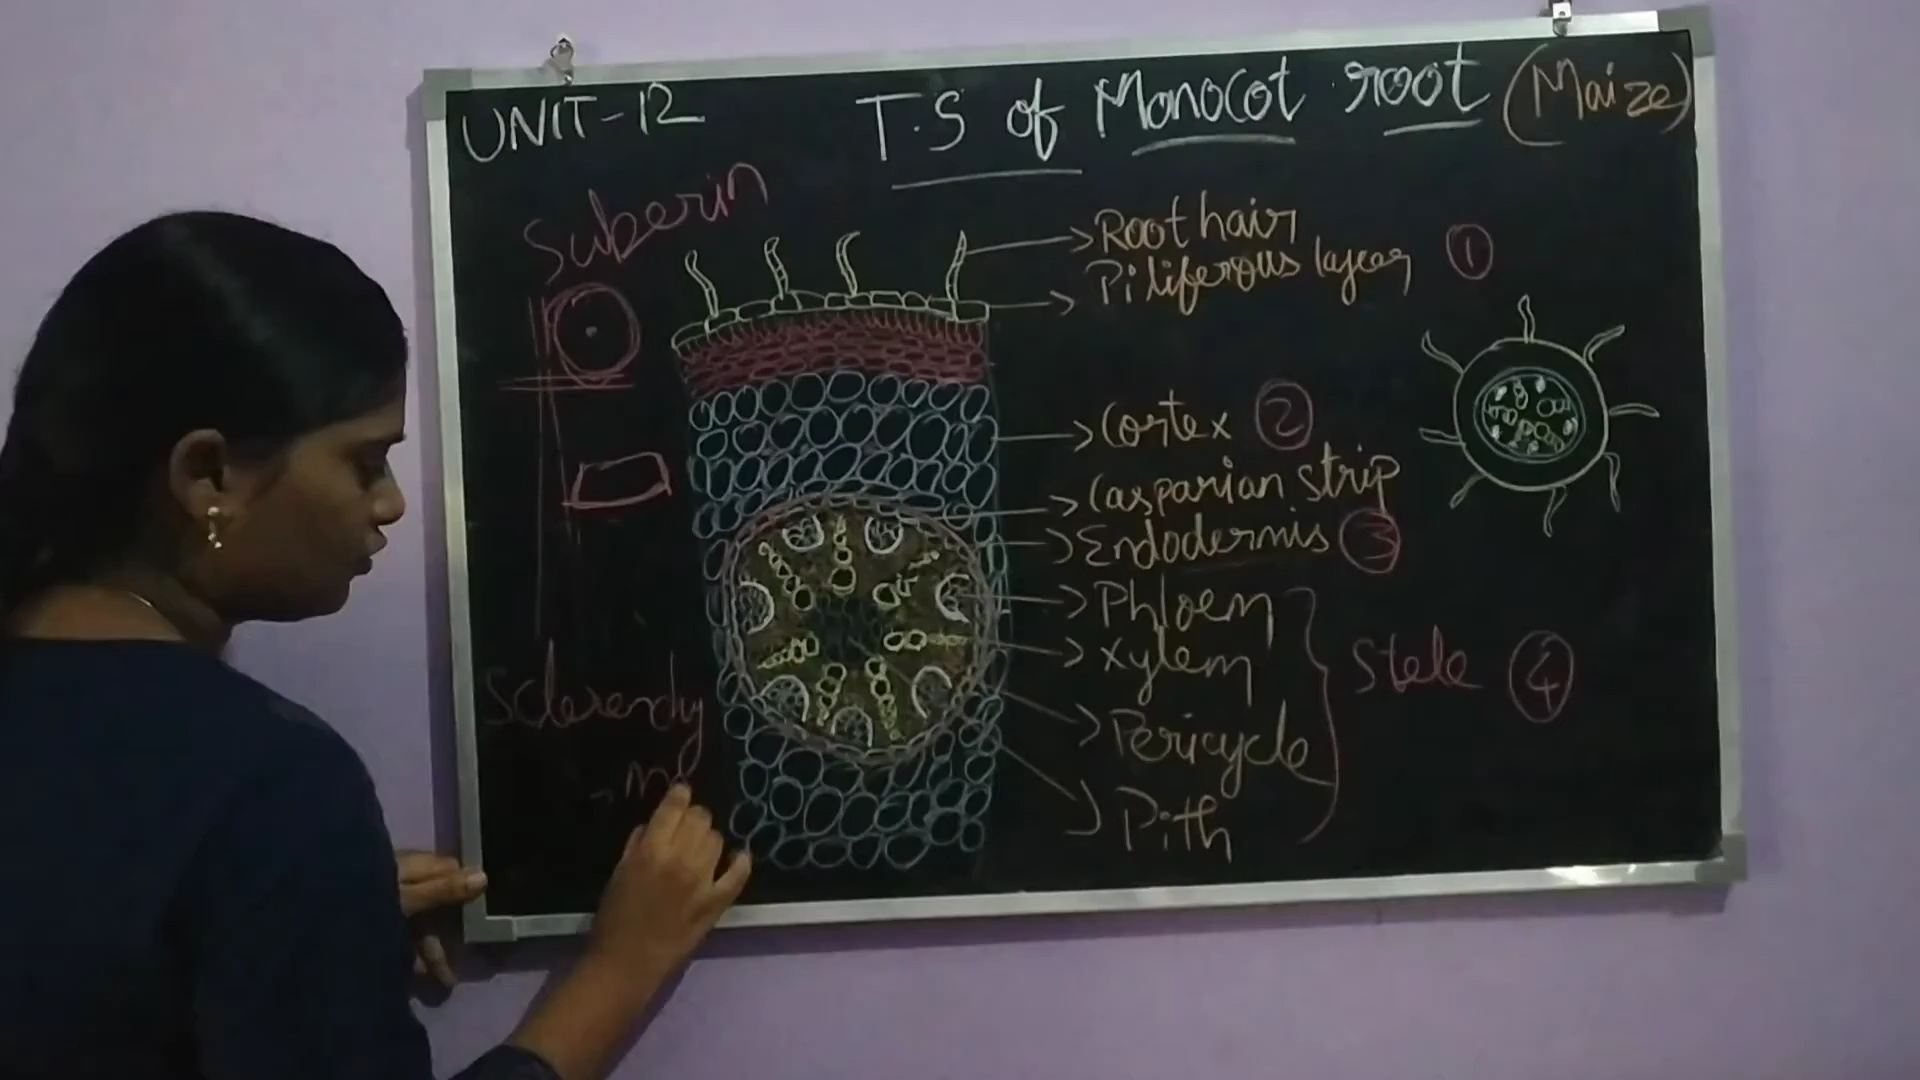 UNIT-12
T.S of Monocot root (Maize)
Suberin
Root hair
Piliferous layer ①
Cortex ②
Casparian strip
Endodermis ③
Phloem
Xylem
Stele ④
Pericycle
Pith
Sclerenchy